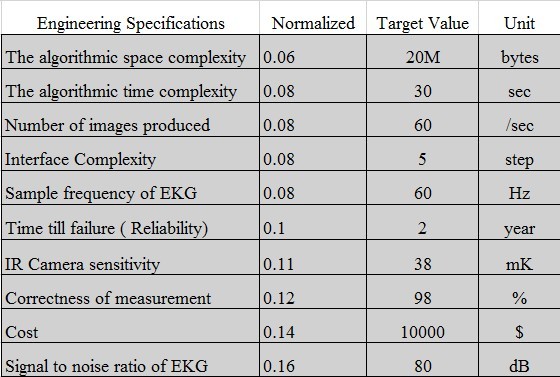 Engineering Specifications Normalized Target Value Unit
The algorithmic space complexity 0.06 20M bytes
The algorithmic time complexity 0.08 30 sec
Number of images produced 0.08 60 /sec
Interface Complexity 0.08 5 step
Sample frequency of EKG 0.08 60 Hz
Time till failure ( Reliability) 0.1 2 year
IR Camera sensitivity 0.11 38 mK
Correctness of measurement 0.12 98 %
Cost 0.14 10000 $
Signal to noise ratio of EKG 0.16 80 dB